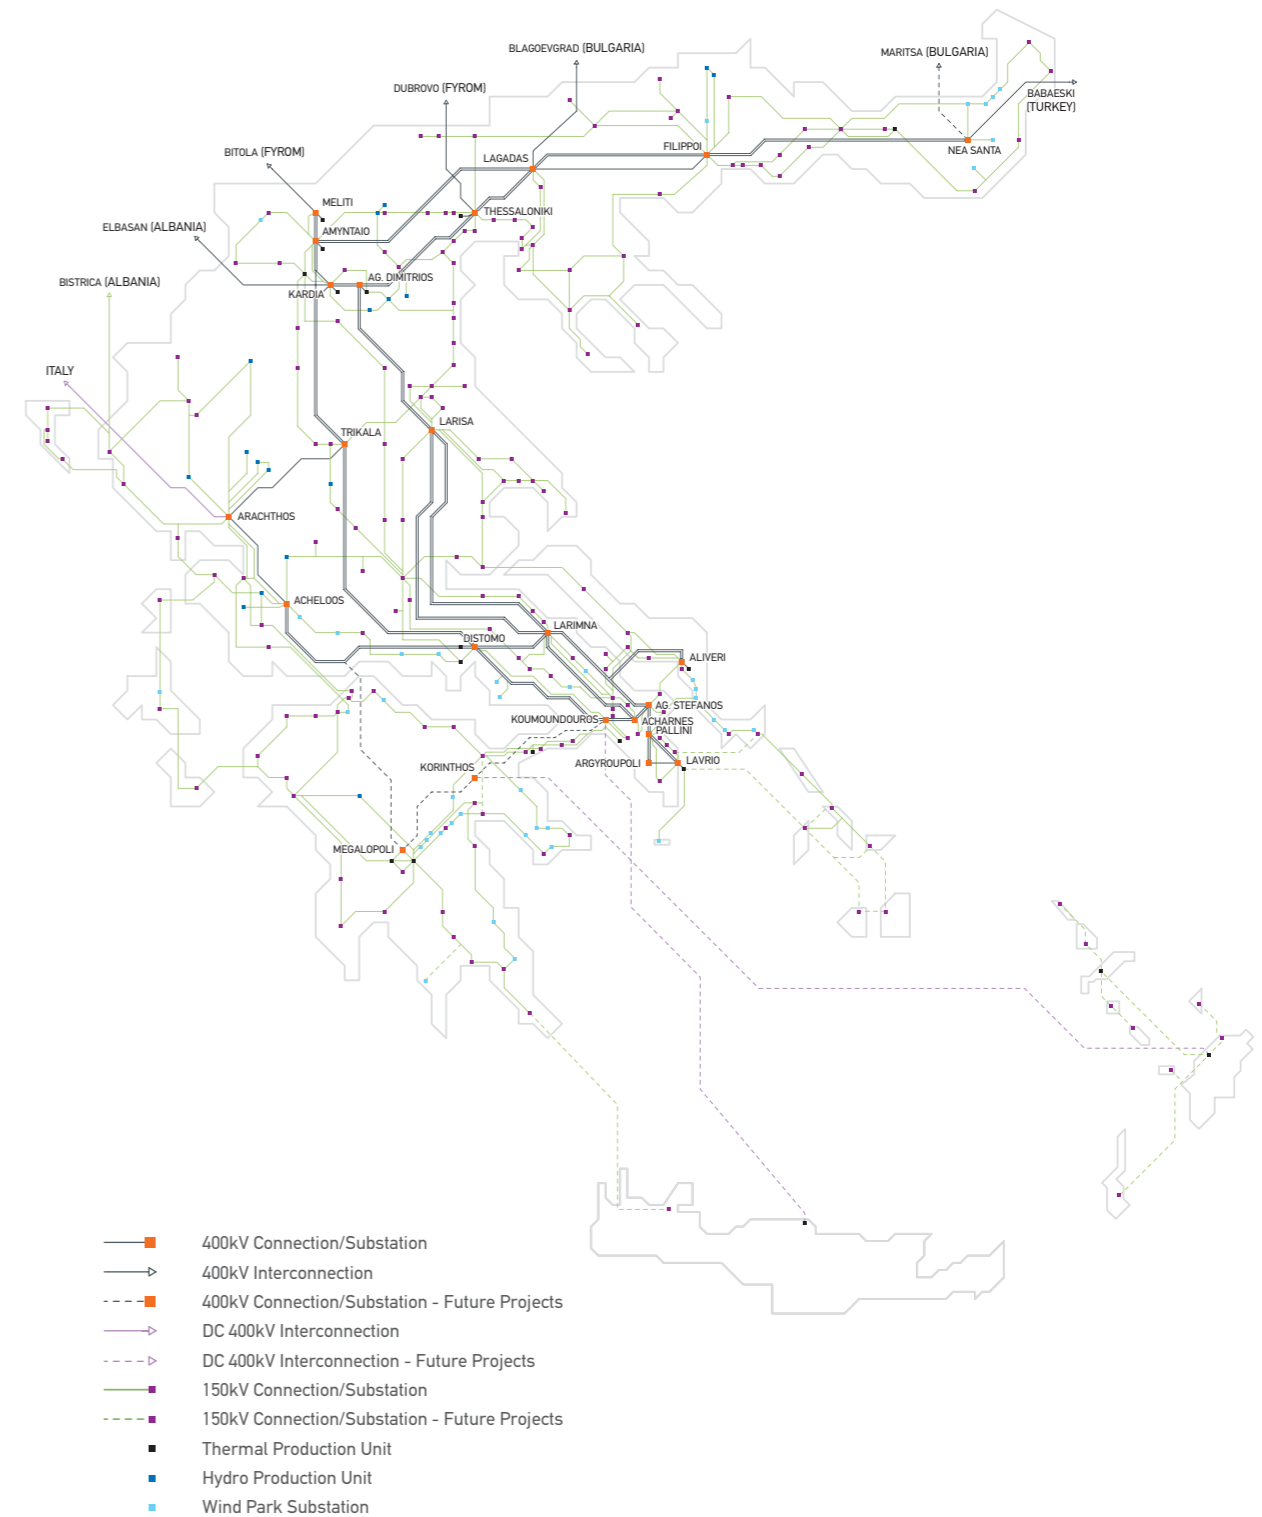 BLAGOEVGRAD (BULGARIA)
MARITSA (BULGARIA)
DUBROVO (FYROM)
BABAESKI
(TURKEY)
BITOLA (FYROM)
LAGADAS
FILIPPOI
NEA SANTA
MELITI
THESSALONIKI
ELBASAN (ALBANIA)
AMYNTAIO
BISTRICA (ALBANIA)
AG. DIMITRIOS
KARDIA
ITALY
TRIKALA
LARISA
ARACHTHOS
ACHELOOS
LARIMNA
DISTOMO
ALIVERI
AG. STEFANOS
KOUMOUNDOUROS
ACHARNES
PALLINI
ARGYROUPOLI
LAVRIO
KORINTHOS
MEGALOPOLI
400kV Connection/Substation
400kV Interconnection
400kV Connection/Substation - Future Projects
DC 400kV Interconnection
DC 400kV Interconnection - Future Projects
150kV Connection/Substation
150kV Connection/Substation - Future Projects
Thermal Production Unit
Hydro Production Unit
Wind Park Substation